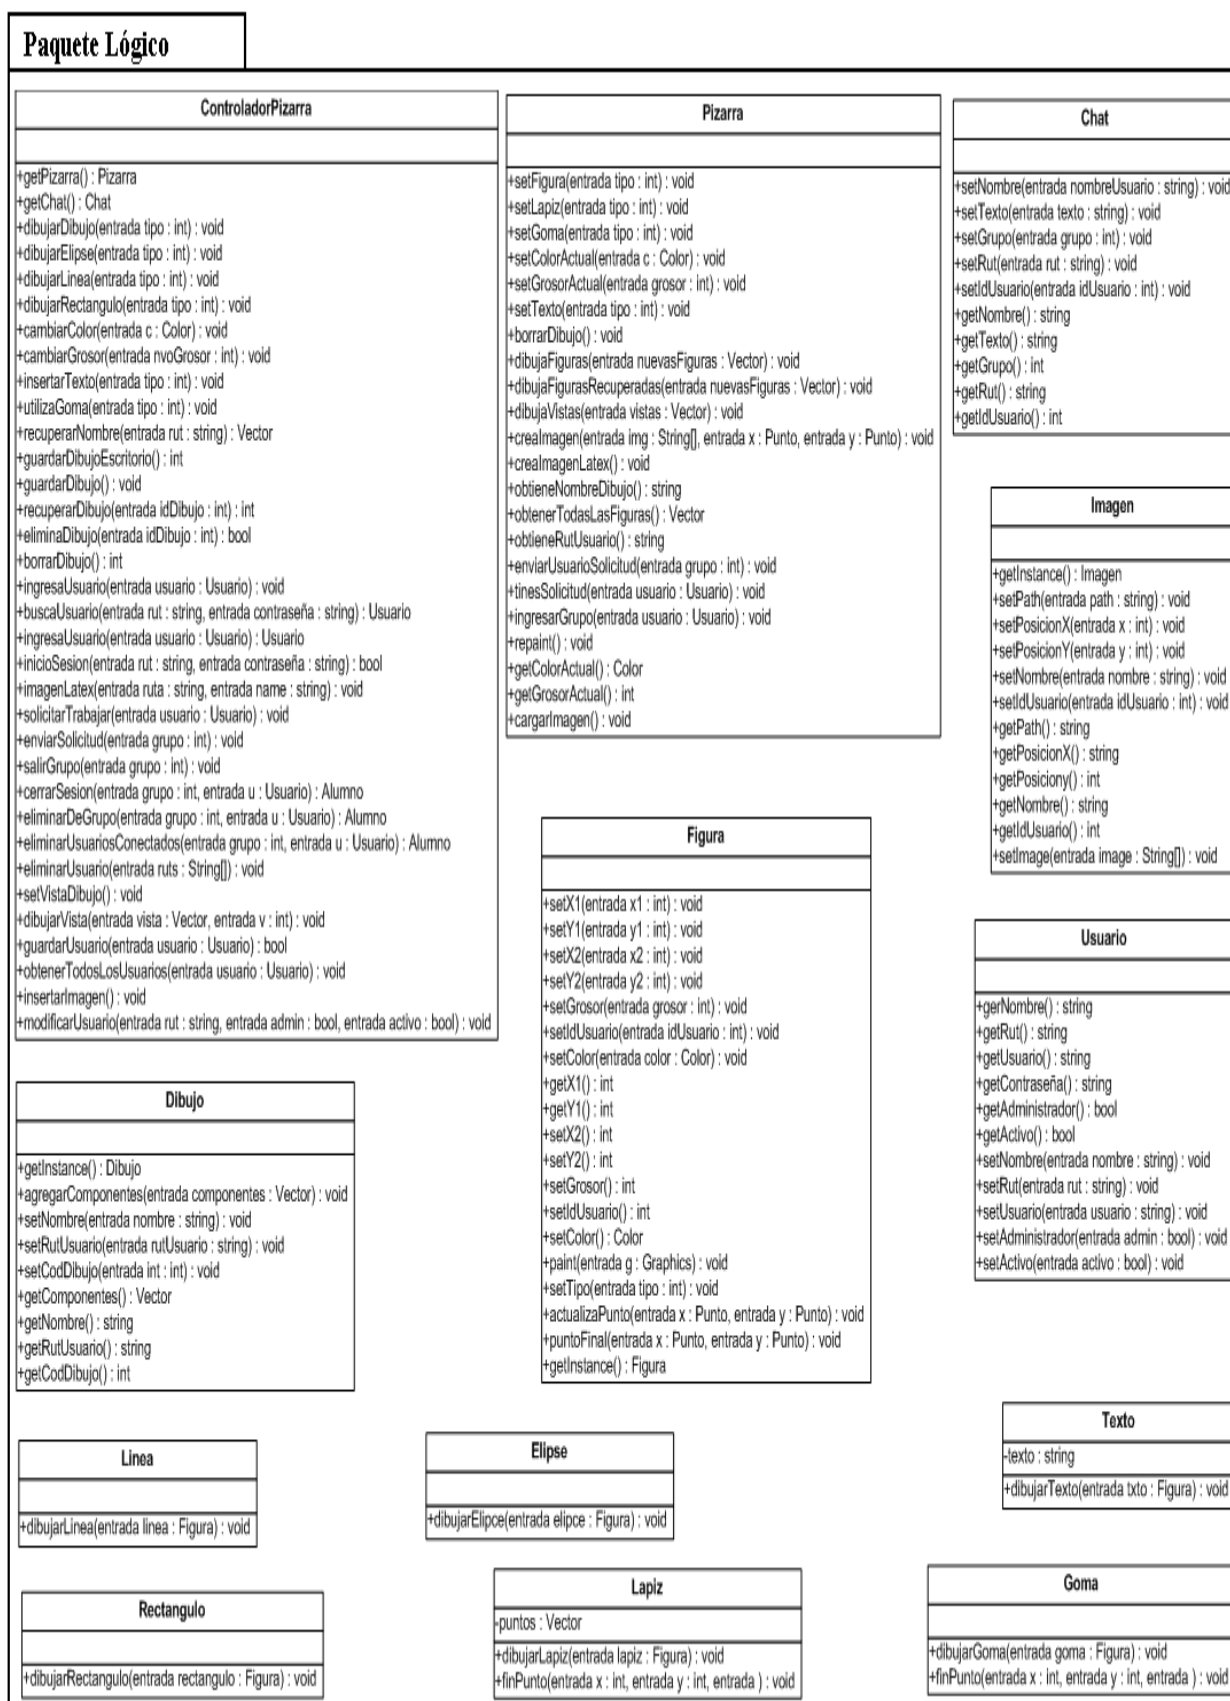 Paquete Lógico
ControladorPizarra
+getPizarra() : Pizarra
+getChat() : Chat
+dibujarDibujo(entrada tipo : int) : void
+dibujarElipse(entrada tipo : int) : void
+dibujarLinea(entrada tipo : int) : void
+dibujarRectangulo(entrada tipo : int) : void
+cambiarColor(entrada c : Color) : void
+cambiarGrosor(entrada nvoGrosor : int) : void
+insertarTexto(entrada tipo : int) : void
+utilizaGoma(entrada tipo : int) : void
+recuperarNombre(entrada rut : string) : Vector
+guardarDibujoEscritorio() : int
+guardarDibujo() : void
+recuperarDibujo(entrada idDibujo : int) : int
+eliminaDibujo(entrada idDibujo : int) : bool
+borrarDibujo() : int
+ingresaUsuario(entrada usuario : Usuario) : void
+buscaUsuario(entrada rut : string, entrada contraseña : string) : Usuario
+ingresaUsuario(entrada usuario : Usuario) : Usuario
+inicioSesion(entrada rut : string, entrada contraseña : string) : bool
+imagenLatex(entrada ruta : string, entrada name : string) : void
+solicitarTrabajar(entrada usuario : Usuario) : void
+enviarSolicitud(entrada grupo : int) : void
+salirGrupo(entrada grupo : int) : void
+cerrarSesion(entrada grupo : int, entrada u : Usuario) : Alumno
+eliminarDeGrupo(entrada grupo : int, entrada u : Usuario) : Alumno
+eliminarUsuariosConectados(entrada grupo : int, entrada u : Usuario) : Alumno
+eliminarUsuario(entrada ruts : String[]) : void
+setVistaDibujo() : void
+dibujarVista(entrada vista : Vector, entrada v : int) : void
+guardarUsuario(entrada usuario : Usuario) : bool
+obtenerTodosLosUsuarios(entrada usuario : Usuario) : void
+insertarImagen() : void
+modificarUsuario(entrada rut : string, entrada admin : bool, entrada activo : bool) : void
Pizarra
+setFigura(entrada tipo : int) : void
+setLapiz(entrada tipo : int) : void
+setGoma(entrada tipo : int) : void
+setColorActual(entrada c : Color) : void
+setGrosorActual(entrada grosor : int) : void
+setTexto(entrada tipo : int) : void
+borrarDibujo() : void
+dibujaFiguras(entrada nuevasFiguras : Vector) : void
+dibujaFigurasRecuperadas(entrada nuevasFiguras : Vector) : void
+dibujaVistas(entrada vistas : Vector) : void
+creaImagen(entrada img : String[], entrada x : Punto, entrada y : Punto) : void
+creaImagenLatex() : void
+obtieneNombreDibujo() : string
+obtenerTodasLasFiguras() : Vector
+obtieneRutUsuario() : string
+enviarUsuarioSolicitud(entrada grupo : int) : void
+tinesSolicitud(entrada usuario : Usuario) : void
+ingresarGrupo(entrada usuario : Usuario) : void
+repaint() : void
+getColorActual() : Color
+getGrosorActual() : int
+cargarImagen() : void
Chat
+setNombre(entrada nombreUsuario : string) : void
+setTexto(entrada texto : string) : void
+setGrupo(entrada grupo : int) : void
+setRut(entrada rut : string) : void
+setIdUsuario(entrada idUsuario : int) : void
+getNombre() : string
+getTexto() : string
+getGrupo() : int
+getRut() : string
+getIdUsuario() : int
Imagen
+getInstance() : Imagen
+setPath(entrada path : string) : void
+setPosicionX(entrada x : int) : void
+setPosicionY(entrada y : int) : void
+setNombre(entrada nombre : string) : void
+setIdUsuario(entrada idUsuario : int) : void
+getPath() : string
+getPosicionX() : string
+getPosiciony() : int
+getNombre() : string
+getIdUsuario() : int
+setImage(entrada image : String[]) : void
Figura
+setX1(entrada x1 : int) : void
+setY1(entrada y1 : int) : void
+setX2(entrada x2 : int) : void
+setY2(entrada y2 : int) : void
+setGrosor(entrada grosor : int) : void
+setIdUsuario(entrada idUsuario : int) : void
+setColor(entrada color : Color) : void
+getX1() : int
+getY1() : int
+setX2() : int
+setY2() : int
+setGrosor() : int
+setIdUsuario() : int
+setColor() : Color
+paint(entrada g : Graphics) : void
+setTipo(entrada tipo : int) : void
+actualizaPunto(entrada x : Punto, entrada y : Punto) : void
+puntoFinal(entrada x : Punto, entrada y : Punto) : void
+getInstance() : Figura
Usuario
+gerNombre() : string
+getRut() : string
+getUsuario() : string
+getContraseña() : string
+getAdministrador() : bool
+getActivo() : bool
+setNombre(entrada nombre : string) : void
+setRut(entrada rut : string) : void
+setUsuario(entrada usuario : string) : void
+setAdministrador(entrada admin : bool) : void
+setActivo(entrada activo : bool) : void
Dibujo
+getInstance() : Dibujo
+agregarComponentes(entrada componentes : Vector) : void
+setNombre(entrada nombre : string) : void
+setRutUsuario(entrada rutUsuario : string) : void
+setCodDibujo(entrada int : int) : void
+getComponentes() : Vector
+getNombre() : string
+getRutUsuario() : string
+getCodDibujo() : int
Linea
+dibujarLinea(entrada linea : Figura) : void
Elipse
+dibujarElipce(entrada elipce : Figura) : void
Texto
-texto : string
+dibujarTexto(entrada txto : Figura) : void
Rectangulo
+dibujarRectangulo(entrada rectangulo : Figura) : void
Lapiz
-puntos : Vector
+dibujarLapiz(entrada lapiz : Figura) : void
+finPunto(entrada x : int, entrada y : int, entrada ) : void
Goma
+dibujarGoma(entrada goma : Figura) : void
+finPunto(entrada x : int, entrada y : int, entrada ) : void